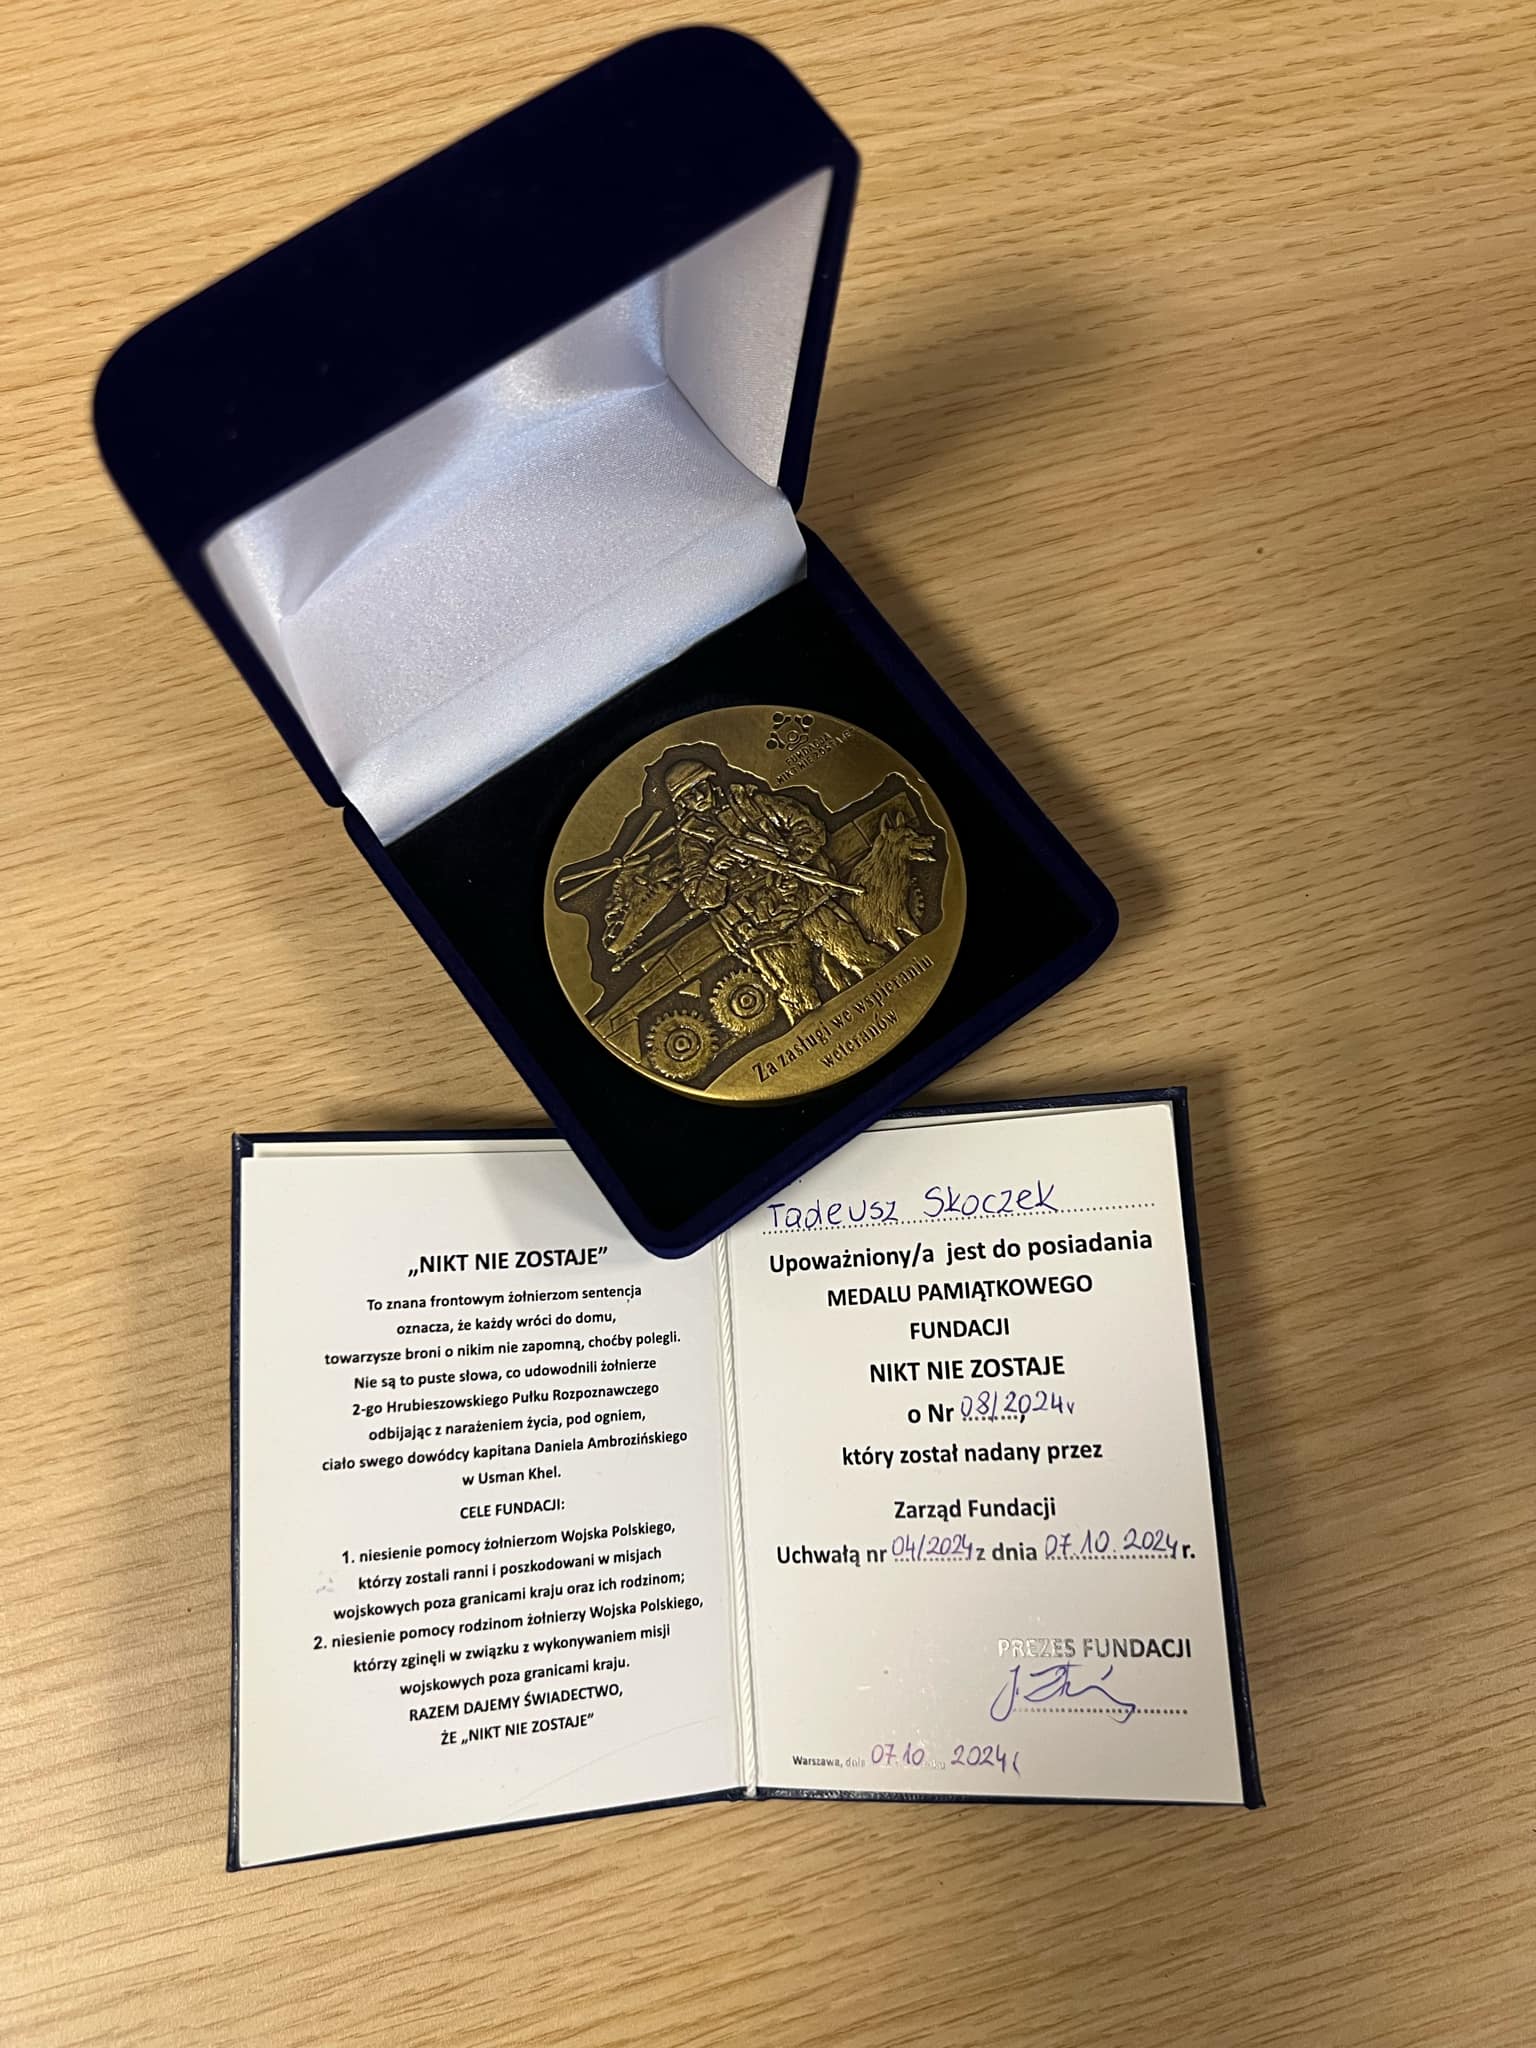 FUNDACJA
NIKT NIE ZOSTAJE
Za zasługi we wspieraniu
weteranów
„NIKT NIE ZOSTAJE”
To znana frontowym żołnierzom sentencja
oznacza, że każdy wróci do domu,
towarzysze broni o nikim nie zapomną, choćby polegli.
Nie są to puste słowa, co udowodnili żołnierze
2-go Hrubieszowskiego Pułku Rozpoznawczego
odbijając z narażeniem życia, pod ogniem,
ciało swego dowódcy kapitana Daniela Ambrozińskiego
w Usman Khel.
CELE FUNDACJI:
1. niesienie pomocy żołnierzom Wojska Polskiego,
którzy zostali ranni i poszkodowani w misjach
wojskowych poza granicami kraju oraz ich rodzinom;
2. niesienie pomocy rodzinom żołnierzy Wojska Polskiego,
którzy zginęli w związku z wykonywaniem misji
wojskowych poza granicami kraju.
RAZEM DAJEMY ŚWIADECTWO,
ŻE „NIKT NIE ZOSTAJE”
Tadeusz Skoczek
Upoważniony/a jest do posiadania
MEDALU PAMIĄTKOWEGO
FUNDACJI
NIKT NIE ZOSTAJE
o Nr 08/2024
który został nadany przez
Zarząd Fundacji
Uchwałą nr 04/2024 z dnia 07.10.2024 r.
PREZES FUNDACJI
Warszawa, dnia 07.10 2024